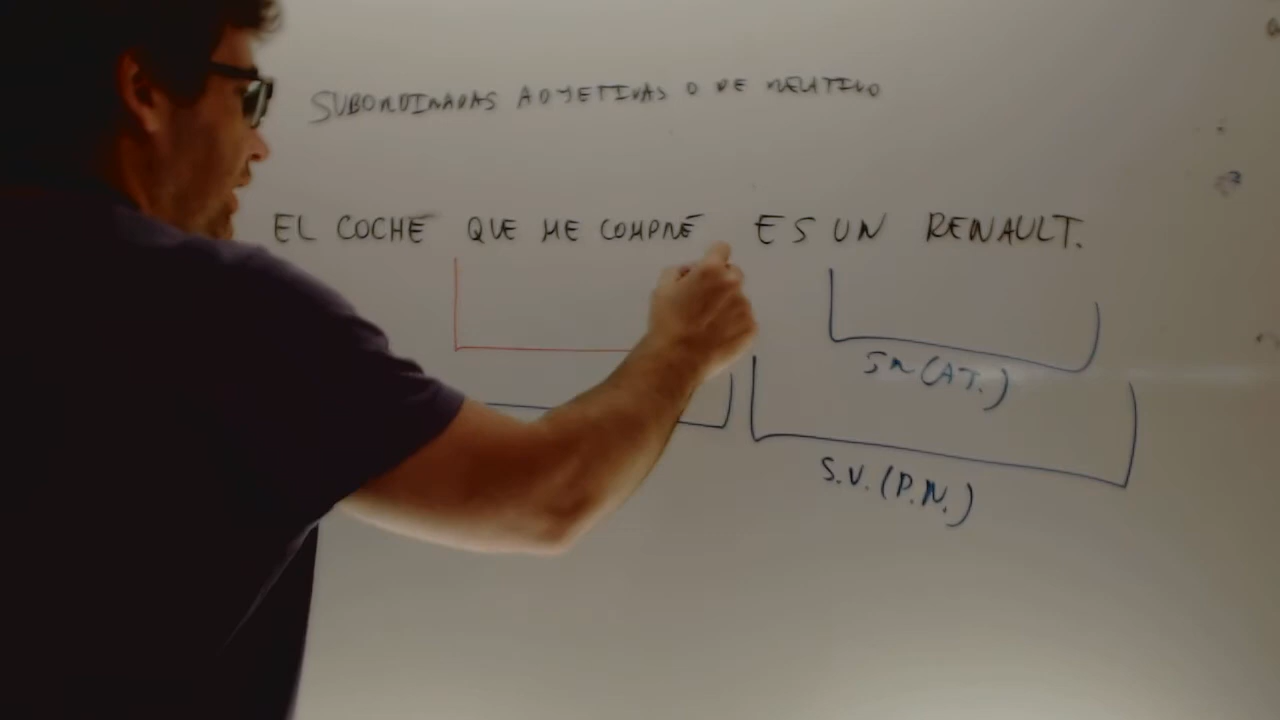 SUBORDINADAS ADJETIVAS O DE RELATIVO
EL COCHE QUE ME COMPRÉ ES UN RENAULT.
SN (AT.)
S.V. (P.N.)